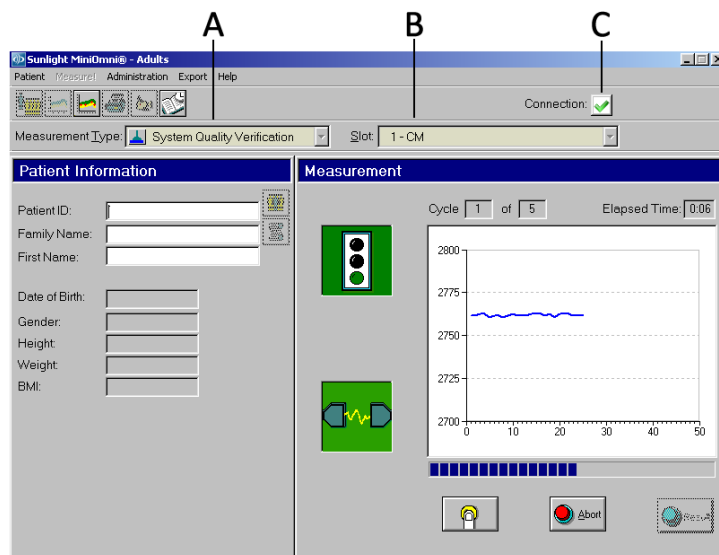 A B C
Sunlight MiniOmni® - Adults
Patient Measure! Administration Export Help
Connection:
Measurement Type: System Quality Verification Slot: 1 - CM
Patient Information
Patient ID:
Family Name:
First Name:
Date of Birth:
Gender:
Height:
Weight:
BMI:
Measurement
Cycle 1 of 5 Elapsed Time: 0:06
2800
2775
2750
2725
2700
0 10 20 30 40 50
Abort Result